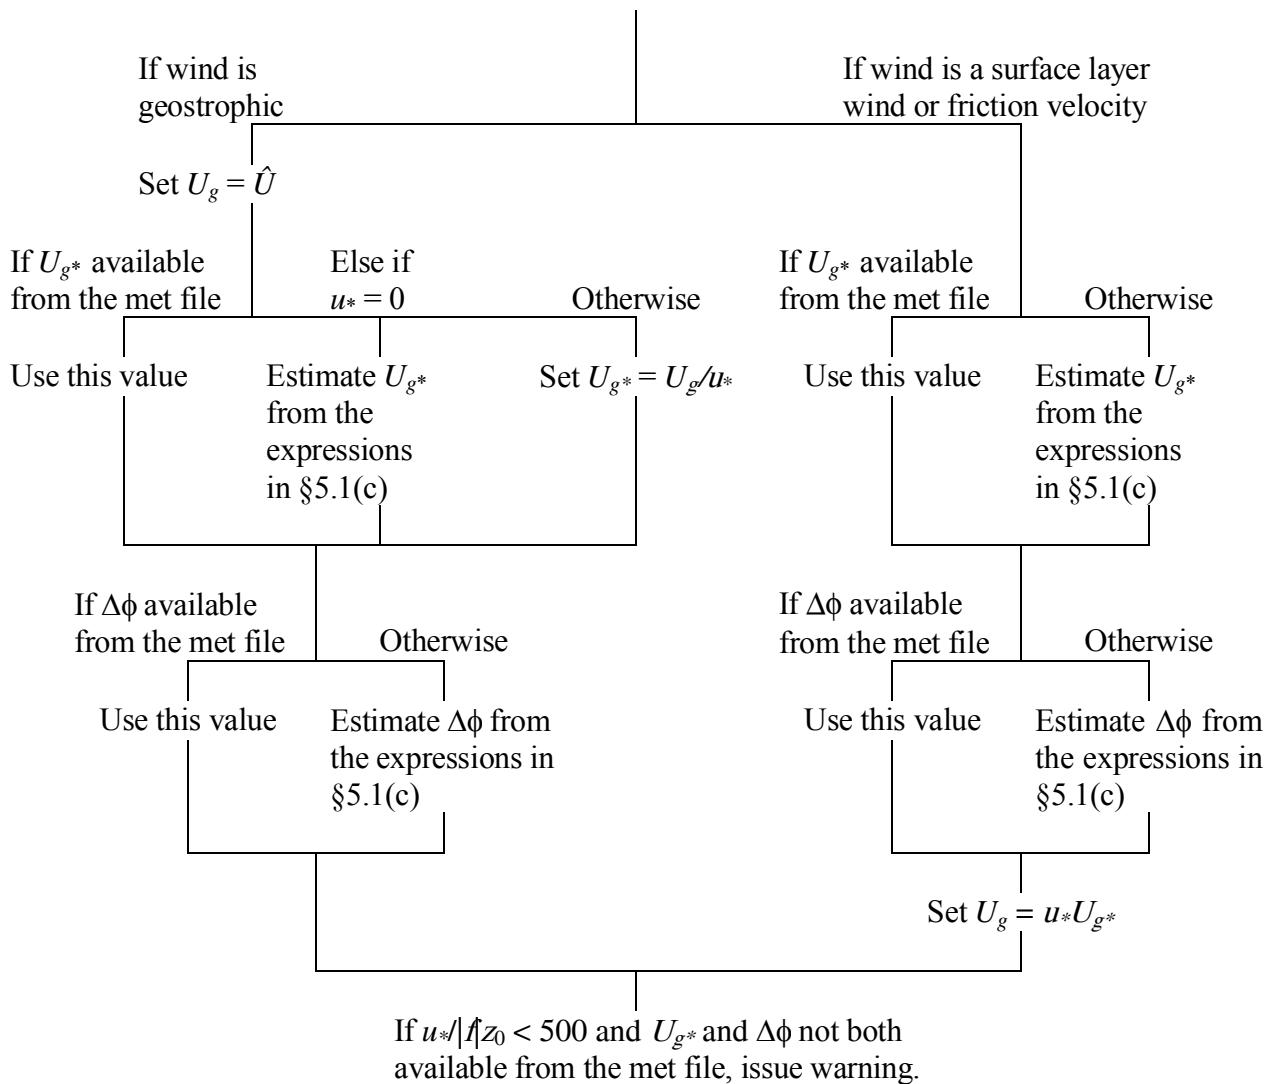 If wind is
geostrophic
If wind is a surface layer
wind or friction velocity
Set U_g = Û
If U_g* available
from the met file
Else if
u* = 0
Otherwise
If U_g* available
from the met file
Otherwise
Use this value
Estimate U_g*
from the
expressions
in §5.1(c)
Set U_g* = U_g/u*
Use this value
Estimate U_g*
from the
expressions
in §5.1(c)
If Δϕ available
from the met file
Otherwise
If Δϕ available
from the met file
Otherwise
Use this value
Estimate Δϕ from
the expressions in
§5.1(c)
Use this value
Estimate Δϕ from
the expressions in
§5.1(c)
Set U_g = u*U_g*
If u*/|f|z₀ < 500 and U_g* and Δϕ not both
available from the met file, issue warning.